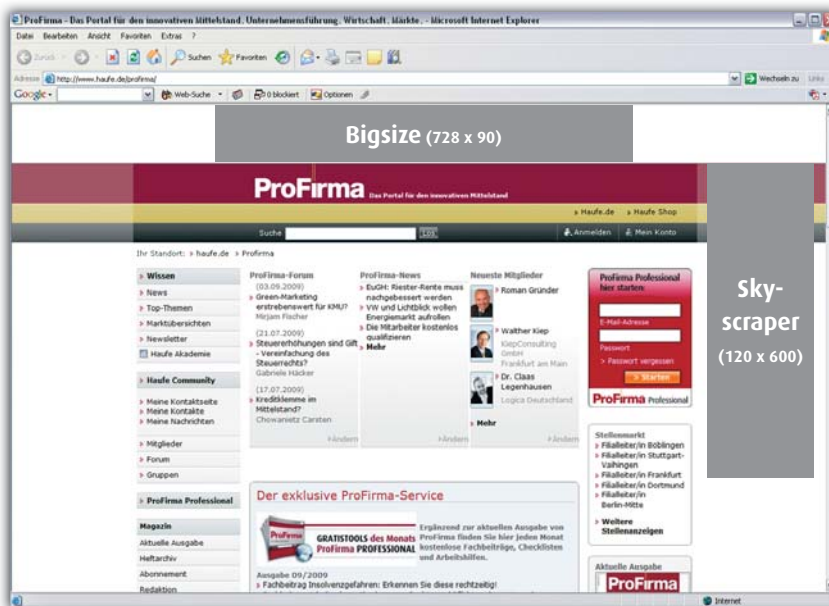 ProFirma - Das Portal für den innovativen Mittelstand, Unternehmensführung, Wirtschaft, Märkte, - Microsoft Internet Explorer
Datei Bearbeiten Ansicht Favoriten Extras ?
Zurück Suchen Favoriten
Adresse http://www.haufe.de/profirma/ Wechseln zu Links
Google Web-Suche 0 blockiert Optionen
Bigsize (728 x 90)
ProFirma Das Portal für den innovativen Mittelstand
» Haufe.de » Haufe Shop
Suche LOS Anmelden Mein Konto
Ihr Standort: » haufe.de » Profirma
» Wissen
» News
» Top-Themen
» Marktübersichten
» Newsletter
Haufe Akademie
» Haufe Community
» Meine Kontaktseite
» Meine Kontakte
» Meine Nachrichten
» Mitglieder
» Forum
» Gruppen
» ProFirma Professional
Magazin
Aktuelle Ausgabe
Heftarchiv
Abonnement
Redaktion
ProFirma-Forum
(03.09.2009)
» Green-Marketing
erstrebenswert für KMU?
Mirjam Fischer
(21.07.2009)
» Steuererhöhungen sind Gift
- Vereinfachung des
Steuerrechts?
Gabriele Häcker
(17.07.2009)
» Kreditklemme im
Mittelstand?
Chowanietz Carsten
»Ändern
ProFirma-News
» EuGH: Riester-Rente muss
nachgebessert werden
» VW und Lichtblick wollen
Energiemarkt aufrollen
» Die Mitarbeiter kostenlos
qualifizieren
» Mehr
»Ändern
Neueste Mitglieder
» Roman Gründer
» Walther Kiep
KiepConsulting
GmbH
Frankfurt am Main
» Dr. Claas
Legenhausen
Logica Deutschland
» Mehr
»Ändern
Der exklusive ProFirma-Service
ProFirma
GRATISTOOLS des Monats
ProFirma PROFESSIONAL
Ergänzend zur aktuellen Ausgabe von
ProFirma finden Sie hier jeden Monat
kostenlose Fachbeiträge, Checklisten
und Arbeitshilfen.
Ausgabe 09/2009
» Fachbeitrag Insolvenzgefahren: Erkennen Sie diese rechtzeitig!
ProFirma Professional
hier starten:
E-Mail-Adresse
Passwort
> Passwort vergessen
> Starten
ProFirma Professional
Stellenmarkt
» Filialleiter/in Böblingen
» Filialleiter/in Stuttgart-
Vaihingen
» Filialleiter/in Frankfurt
» Filialleiter/in Dortmund
» Filialleiter/in
Berlin-Mitte
» Weitere
Stellenanzeigen
Aktuelle Ausgabe
ProFirma
Sky-
scraper
(120 x 600)
Internet